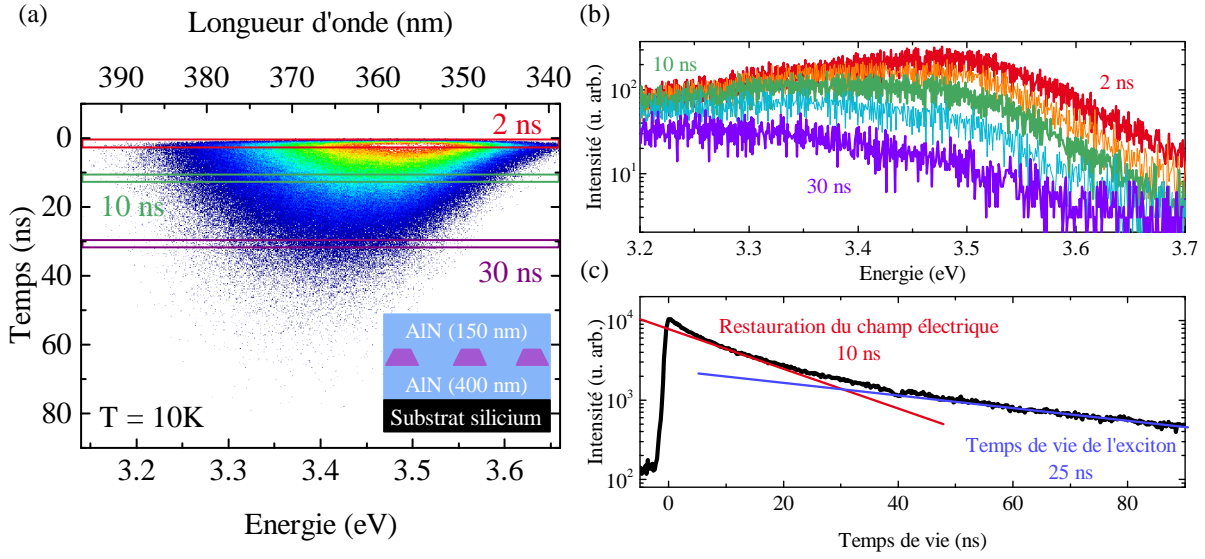 (a)
Longueur d'onde (nm)
390 380 370 360 350 340
0
20
40
60
80
Temps (ns)
2 ns
10 ns
30 ns
AlN (150 nm)
AlN (400 nm)
Substrat silicium
T = 10K
3.2 3.3 3.4 3.5 3.6
Energie (eV)
(b)
Intensité (u. arb.)
10²
10¹
10 ns
2 ns
30 ns
3.2 3.3 3.4 3.5 3.6 3.7
Energie (eV)
(c)
Intensité (u. arb.)
10⁴
10³
10²
Restauration du champ électrique
10 ns
Temps de vie de l'exciton
25 ns
0 20 40 60 80
Temps de vie (ns)